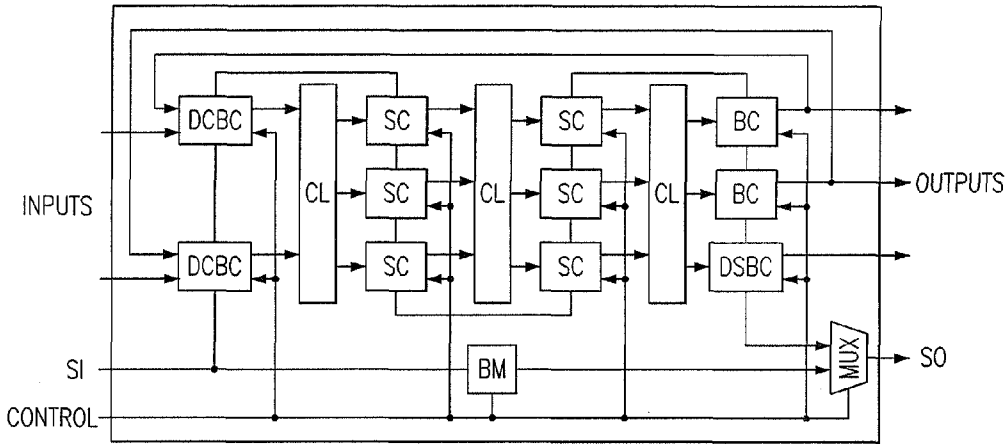 DCBC
SC
SC
BC
INPUTS
CL
SC
CL
SC
CL
BC
OUTPUTS
DCBC
SC
SC
DSBC
SI
BM
MUX
SO
CONTROL